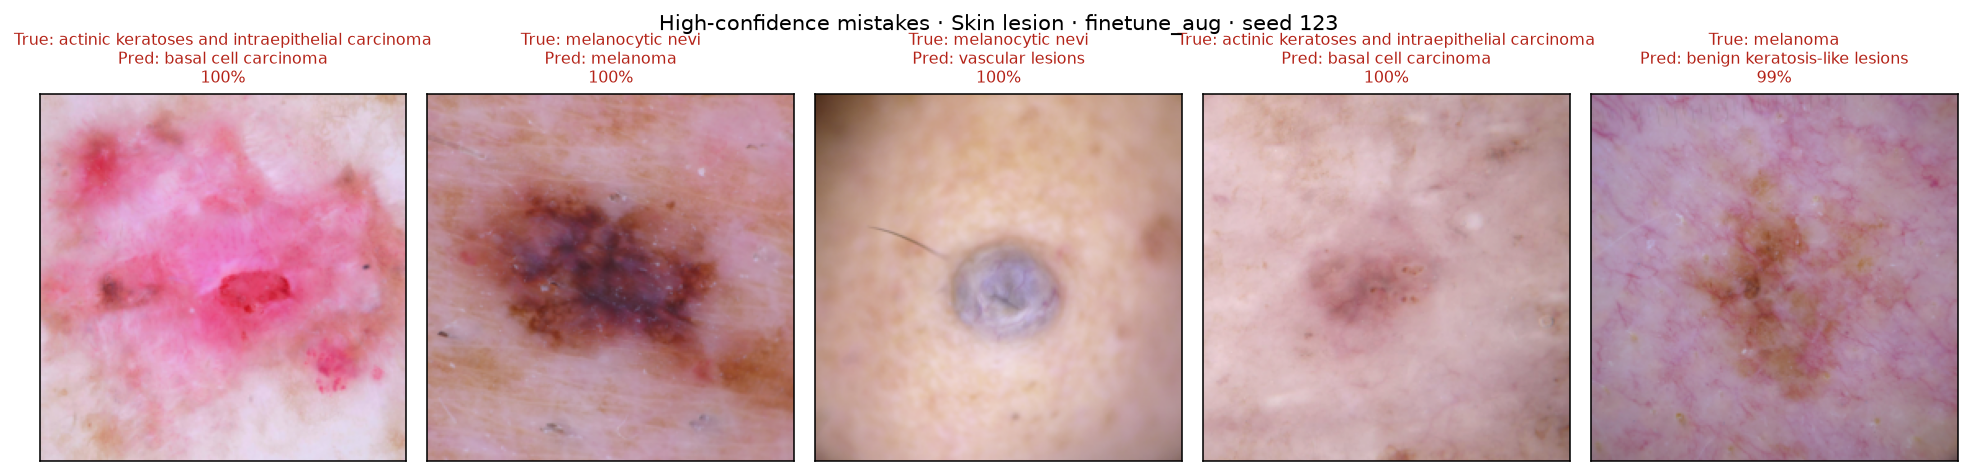 High-confidence mistakes · Skin lesion · finetune_aug · seed 123
True: actinic keratoses and intraepithelial carcinoma
Pred: basal cell carcinoma
100%
True: melanocytic nevi
Pred: melanoma
100%
True: melanocytic nevi
Pred: vascular lesions
100%
True: actinic keratoses and intraepithelial carcinoma
Pred: basal cell carcinoma
100%
True: melanoma
Pred: benign keratosis-like lesions
99%